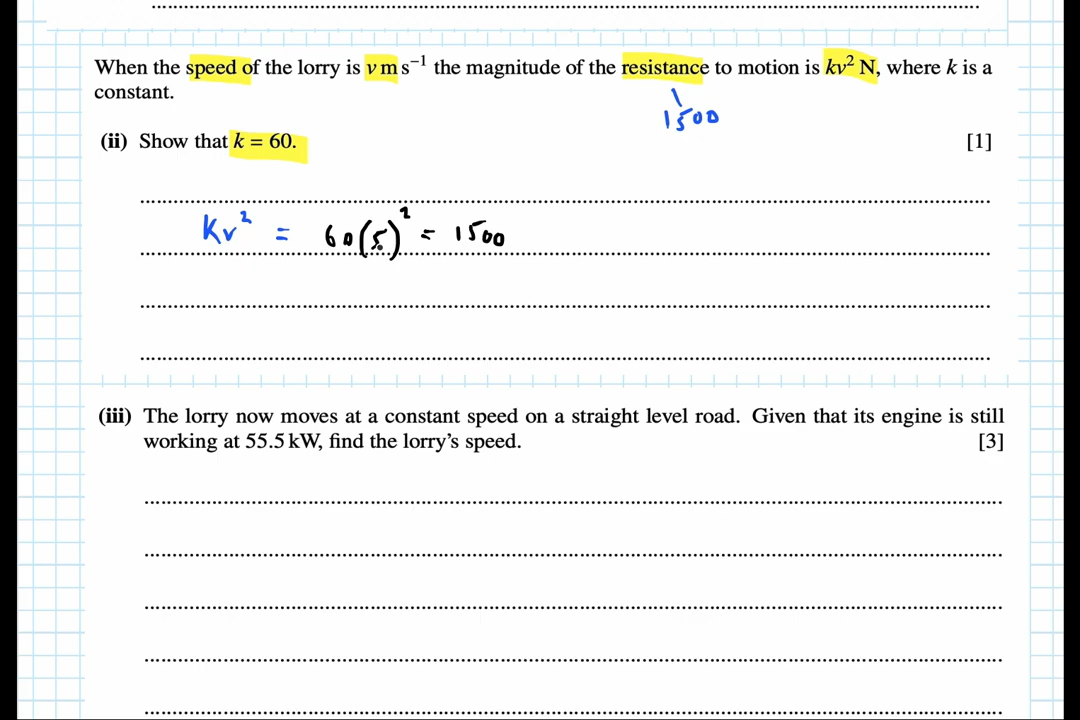 When the speed of the lorry is v m s⁻¹ the magnitude of the resistance to motion is kv² N, where k is a
constant.
1500
(ii) Show that k = 60. [1]
Kv² = 60(5)² = 1500
(iii) The lorry now moves at a constant speed on a straight level road. Given that its engine is still
working at 55.5 kW, find the lorry's speed. [3]